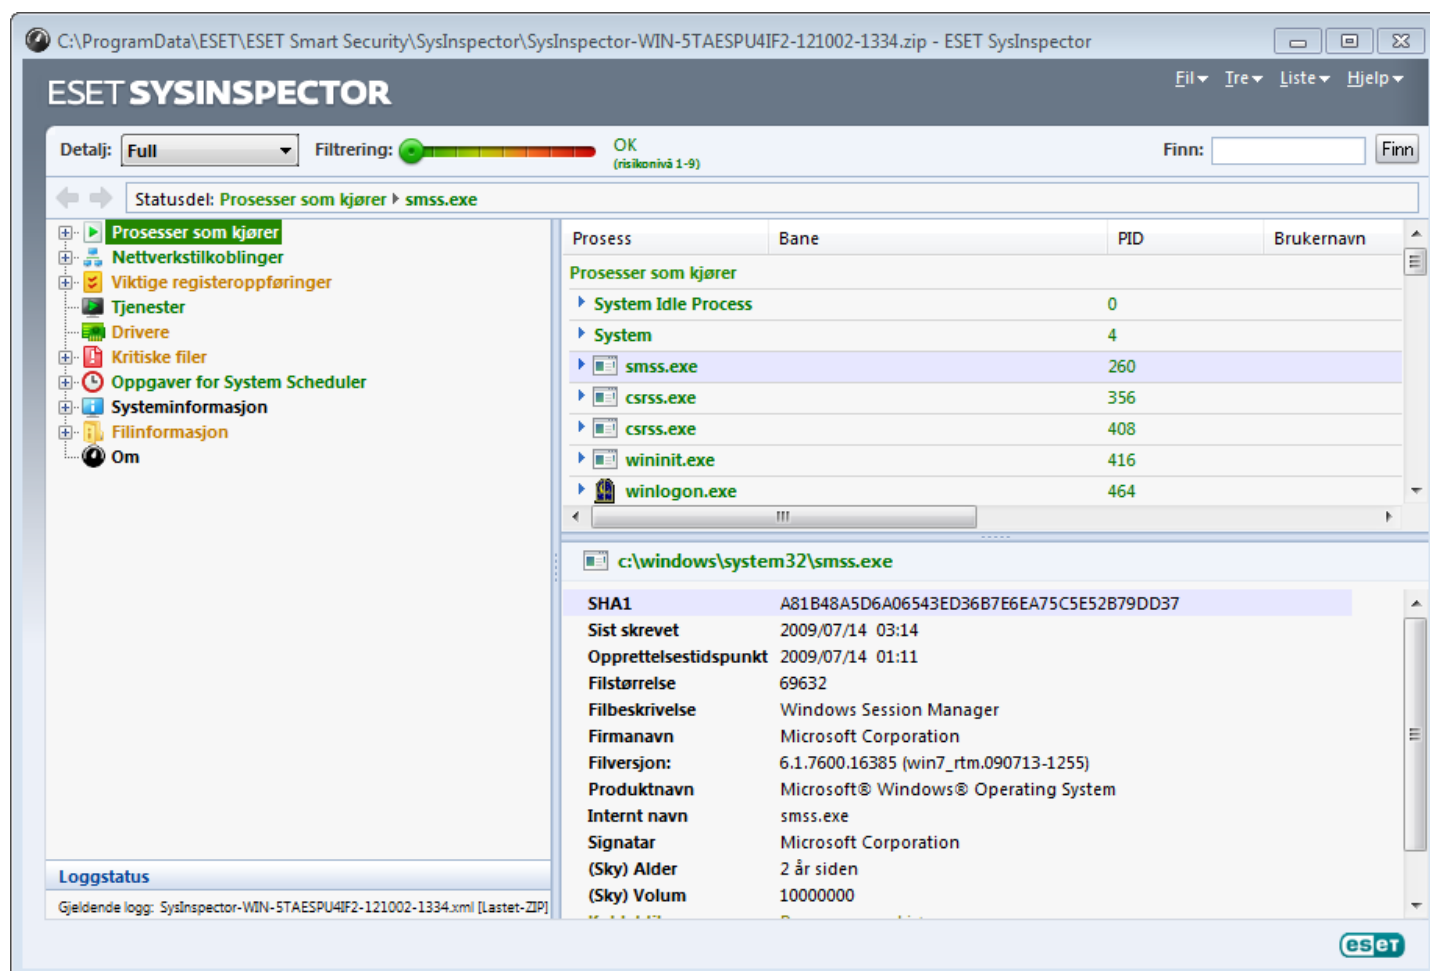 C:\ProgramData\ESET\ESET Smart Security\SysInspector\SysInspector-WIN-5TAESPU4IF2-121002-1334.zip - ESET SysInspector
ESET SYSINSPECTOR
Fil Tre Liste Hjelp
Detalj: Full Filtrering: OK Finn: Finn
(risikonivå 1-9)
Statusdel: Prosesser som kjører smss.exe
Prosesser som kjører
Nettverkstilkoblinger
Viktige registeroppføringer
Tjenester
Drivere
Kritiske filer
Oppgaver for System Scheduler
Systeminformasjon
Filinformasjon
Om
Prosess Bane PID Brukernavn
Prosesser som kjører
System Idle Process 0
System 4
smss.exe 260
csrss.exe 356
csrss.exe 408
wininit.exe 416
winlogon.exe 464
c:\windows\system32\smss.exe
SHA1 A81B48A5D6A06543ED36B7E6EA75C5E52B79DD37
Sist skrevet 2009/07/14 03:14
Opprettelsestidspunkt 2009/07/14 01:11
Filstørrelse 69632
Filbeskrivelse Windows Session Manager
Firmanavn Microsoft Corporation
Filversjon: 6.1.7600.16385 (win7_rtm.090713-1255)
Produktnavn Microsoft® Windows® Operating System
Internt navn smss.exe
Signatar Microsoft Corporation
(Sky) Alder 2 år siden
(Sky) Volum 10000000
Loggstatus
Gjeldende logg: SysInspector-WIN-5TAESPU4IF2-121002-1334.xml [Lastet-ZIP]
eset